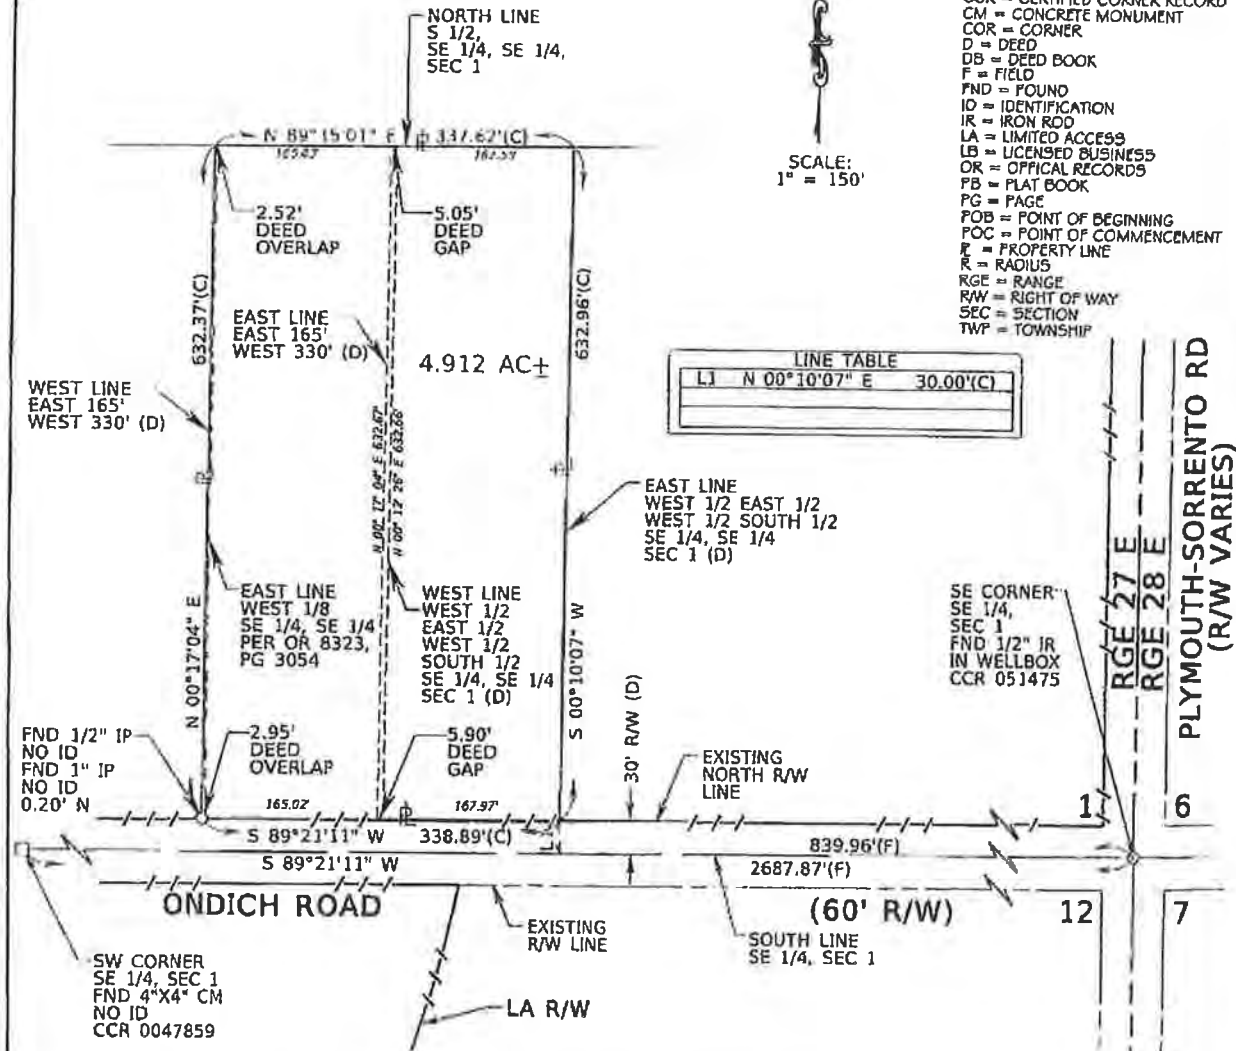 NORTH LINE
S 1/2,
SE 1/4, SE 1/4,
SEC 1
CCR = CERTIFIED CORNER RECORD
CM = CONCRETE MONUMENT
COR = CORNER
D = DEED
DB = DEED BOOK
F = FIELD
FND = FOUND
ID = IDENTIFICATION
IR = IRON ROD
LA = LIMITED ACCESS
LB = LICENSED BUSINESS
OR = OFFICAL RECORDS
PB = PLAT BOOK
PG = PAGE
POB = POINT OF BEGINNING
POC = POINT OF COMMENCEMENT
PL = PROPERTY LINE
R = RADIUS
RGE = RANGE
R/W = RIGHT OF WAY
SEC = SECTION
TWP = TOWNSHIP
SCALE:
1" = 150'
N 89°15'01" E PL 337.62'(C)
165.03'
167.53'
2.52'
DEED
OVERLAP
5.05'
DEED
GAP
632.37'(C)
632.96'(C)
EAST LINE
EAST 165'
WEST 330' (D)
4.912 AC±
LINE TABLE
L1 N 00°10'07" E 30.00'(C)
WEST LINE
EAST 165'
WEST 330' (D)
N 00° 17' 04" E 632.67'
N 00° 12' 26" E 632.66'
EAST LINE
WEST 1/2 EAST 1/2
WEST 1/2 SOUTH 1/2
SE 1/4, SE 1/4
SEC 1 (D)
EAST LINE
WEST 1/8
SE 1/4, SE 1/4
PER OR 8323,
PG 3054
WEST LINE
WEST 1/2
EAST 1/2
WEST 1/2
SOUTH 1/2
SE 1/4, SE 1/4
SEC 1 (D)
N 00°17'04" E
S 00°10'07" W
SE CORNER
SE 1/4,
SEC 1
FND 1/2" IR
IN WELLBOX
CCR 051475
RGE 27 E
RGE 28 E
PLYMOUTH-SORRENTO RD
(R/W VARIES)
FND 1/2" IP
NO ID
FND 1" IP
NO ID
0.20' N
2.95'
DEED
OVERLAP
5.90'
DEED
GAP
30' R/W (D)
EXISTING
NORTH R/W
LINE
165.02'
167.97'
PL
1 6
S 89°21'11" W 338.89'(C)
L1
839.96'(F)
S 89°21'11" W
2687.87'(F)
ONDICH ROAD
(60' R/W)
12 7
EXISTING
R/W LINE
SOUTH LINE
SE 1/4, SEC 1
SW CORNER
SE 1/4, SEC 1
FND 4"X4" CM
NO ID
CCR 0047859
LA R/W